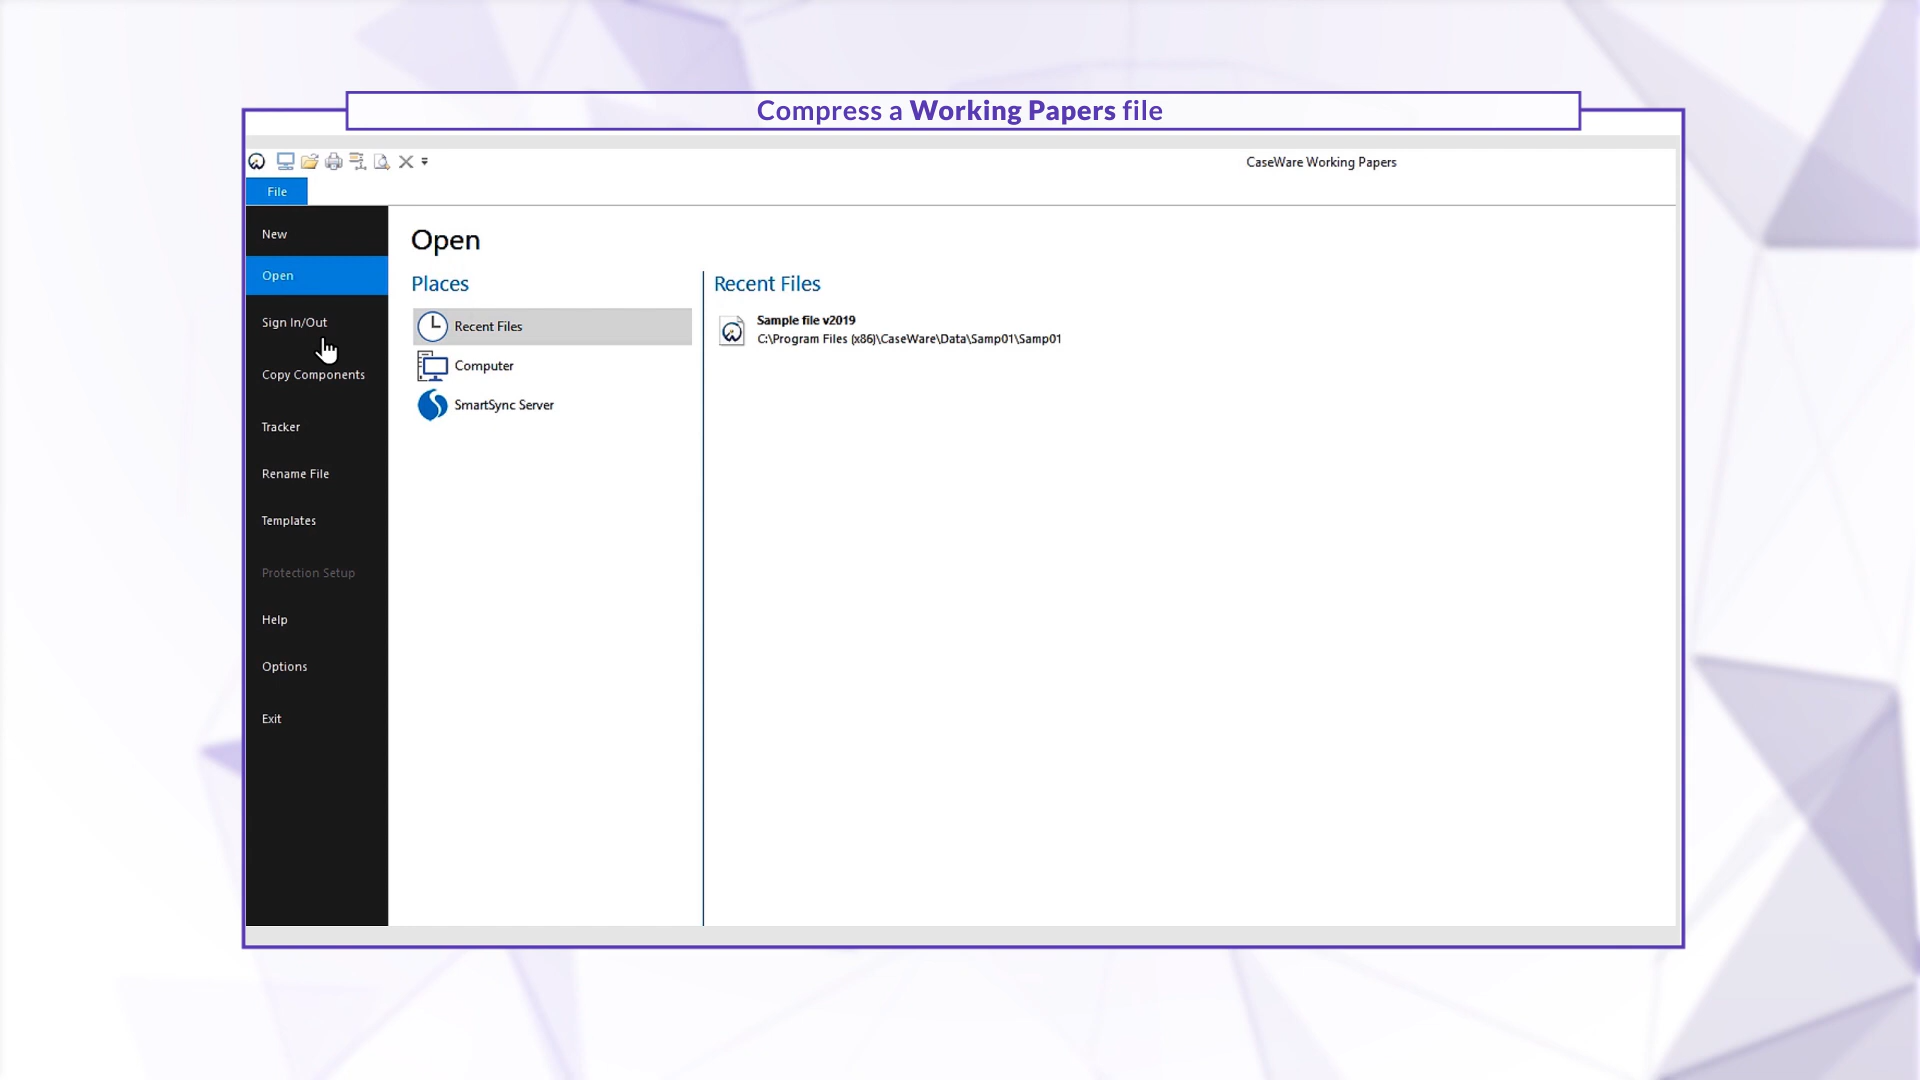 Compress a Working Papers file
CaseWare Working Papers
File
New
Open
Sign In/Out
Copy Components
Tracker
Rename File
Templates
Protection Setup
Help
Options
Exit
Open
Places
Recent Files
Computer
SmartSync Server
Recent Files
Sample file v2019
C:\Program Files (x86)\CaseWare\Data\Samp01\Samp01